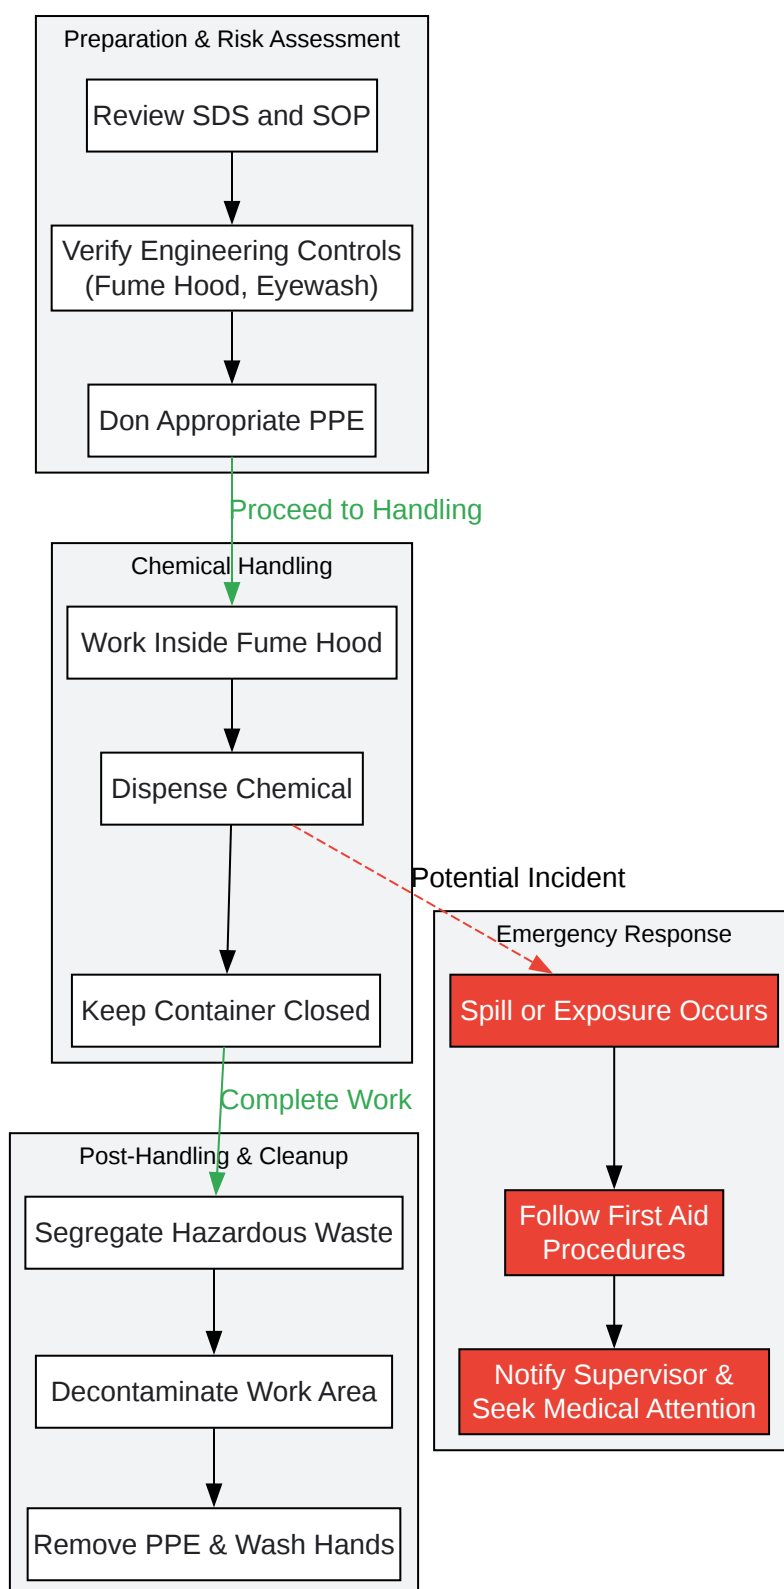 Preparation & Risk Assessment
Review SDS and SOP
Verify Engineering Controls
(Fume Hood, Eyewash)
Don Appropriate PPE
Proceed to Handling
Chemical Handling
Work Inside Fume Hood
Dispense Chemical
Potential Incident
Emergency Response
Keep Container Closed
Spill or Exposure Occurs
Complete Work
Post-Handling & Cleanup
Segregate Hazardous Waste
Follow First Aid
Procedures
Decontaminate Work Area
Notify Supervisor &
Seek Medical Attention
Remove PPE & Wash Hands